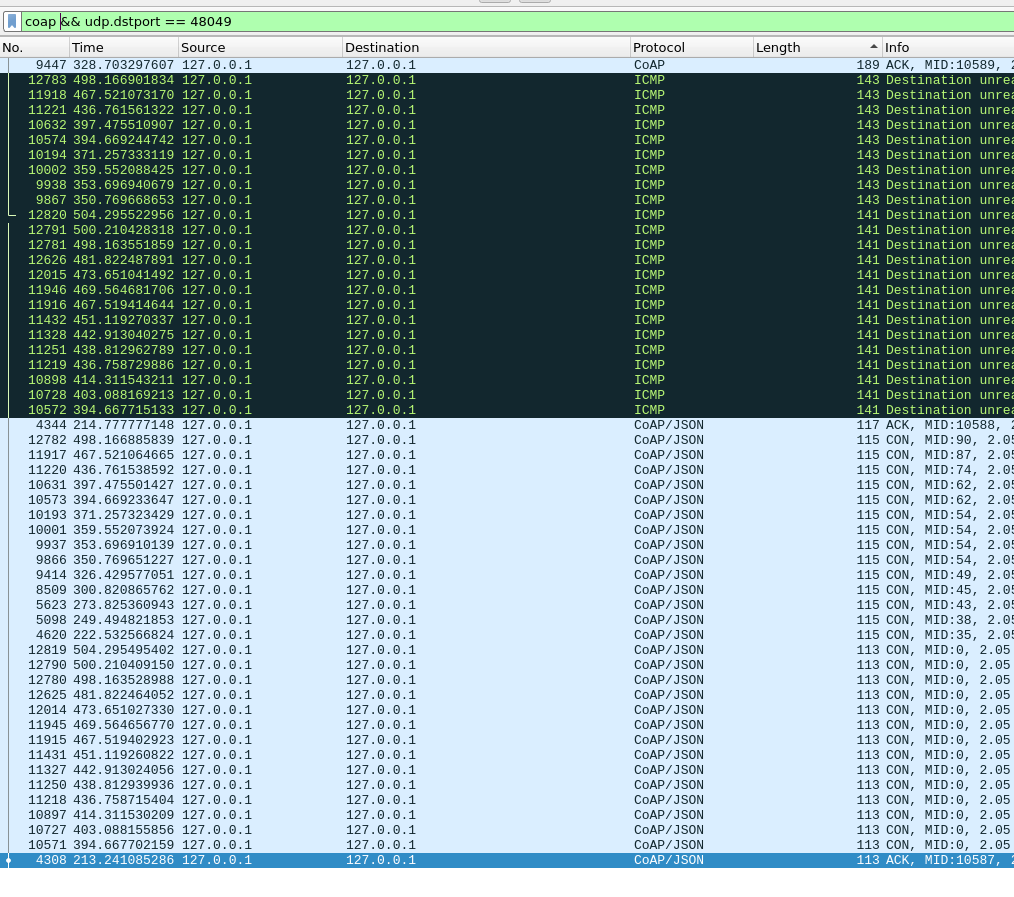 coap && udp.dstport == 48049
No. Time Source Destination Protocol Length Info
9447 328.703297607 127.0.0.1 127.0.0.1 CoAP 189 ACK, MID:10589, 2
12783 498.166901834 127.0.0.1 127.0.0.1 ICMP 143 Destination unrea
11918 467.521073170 127.0.0.1 127.0.0.1 ICMP 143 Destination unrea
11221 436.761561322 127.0.0.1 127.0.0.1 ICMP 143 Destination unrea
10632 397.475510907 127.0.0.1 127.0.0.1 ICMP 143 Destination unrea
10574 394.669244742 127.0.0.1 127.0.0.1 ICMP 143 Destination unrea
10194 371.257333119 127.0.0.1 127.0.0.1 ICMP 143 Destination unrea
10002 359.552088425 127.0.0.1 127.0.0.1 ICMP 143 Destination unrea
9938 353.696940679 127.0.0.1 127.0.0.1 ICMP 143 Destination unrea
9867 350.769668653 127.0.0.1 127.0.0.1 ICMP 143 Destination unrea
12820 504.295522956 127.0.0.1 127.0.0.1 ICMP 141 Destination unrea
12791 500.210428318 127.0.0.1 127.0.0.1 ICMP 141 Destination unrea
12781 498.163551859 127.0.0.1 127.0.0.1 ICMP 141 Destination unrea
12626 481.822487891 127.0.0.1 127.0.0.1 ICMP 141 Destination unrea
12015 473.651041492 127.0.0.1 127.0.0.1 ICMP 141 Destination unrea
11946 469.564681706 127.0.0.1 127.0.0.1 ICMP 141 Destination unrea
11916 467.519414644 127.0.0.1 127.0.0.1 ICMP 141 Destination unrea
11432 451.119270337 127.0.0.1 127.0.0.1 ICMP 141 Destination unrea
11328 442.913040275 127.0.0.1 127.0.0.1 ICMP 141 Destination unrea
11251 438.812962789 127.0.0.1 127.0.0.1 ICMP 141 Destination unrea
11219 436.758729886 127.0.0.1 127.0.0.1 ICMP 141 Destination unrea
10898 414.311543211 127.0.0.1 127.0.0.1 ICMP 141 Destination unrea
10728 403.088169213 127.0.0.1 127.0.0.1 ICMP 141 Destination unrea
10572 394.667715133 127.0.0.1 127.0.0.1 ICMP 141 Destination unrea
4344 214.777777148 127.0.0.1 127.0.0.1 CoAP/JSON 117 ACK, MID:10588, 2
12782 498.166885839 127.0.0.1 127.0.0.1 CoAP/JSON 115 CON, MID:90, 2.05
11917 467.521064665 127.0.0.1 127.0.0.1 CoAP/JSON 115 CON, MID:87, 2.05
11220 436.761538592 127.0.0.1 127.0.0.1 CoAP/JSON 115 CON, MID:74, 2.05
10631 397.475501427 127.0.0.1 127.0.0.1 CoAP/JSON 115 CON, MID:62, 2.05
10573 394.669233647 127.0.0.1 127.0.0.1 CoAP/JSON 115 CON, MID:62, 2.05
10193 371.257323429 127.0.0.1 127.0.0.1 CoAP/JSON 115 CON, MID:54, 2.05
10001 359.552073924 127.0.0.1 127.0.0.1 CoAP/JSON 115 CON, MID:54, 2.05
9937 353.696910139 127.0.0.1 127.0.0.1 CoAP/JSON 115 CON, MID:54, 2.05
9866 350.769651227 127.0.0.1 127.0.0.1 CoAP/JSON 115 CON, MID:54, 2.05
9414 326.429577051 127.0.0.1 127.0.0.1 CoAP/JSON 115 CON, MID:49, 2.05
8509 300.820865762 127.0.0.1 127.0.0.1 CoAP/JSON 115 CON, MID:45, 2.05
5623 273.825360943 127.0.0.1 127.0.0.1 CoAP/JSON 115 CON, MID:43, 2.05
5098 249.494821853 127.0.0.1 127.0.0.1 CoAP/JSON 115 CON, MID:38, 2.05
4620 222.532566824 127.0.0.1 127.0.0.1 CoAP/JSON 115 CON, MID:35, 2.05
12819 504.295495402 127.0.0.1 127.0.0.1 CoAP/JSON 113 CON, MID:0, 2.05
12790 500.210409150 127.0.0.1 127.0.0.1 CoAP/JSON 113 CON, MID:0, 2.05
12780 498.163528988 127.0.0.1 127.0.0.1 CoAP/JSON 113 CON, MID:0, 2.05
12625 481.822464052 127.0.0.1 127.0.0.1 CoAP/JSON 113 CON, MID:0, 2.05
12014 473.651027330 127.0.0.1 127.0.0.1 CoAP/JSON 113 CON, MID:0, 2.05
11945 469.564656770 127.0.0.1 127.0.0.1 CoAP/JSON 113 CON, MID:0, 2.05
11915 467.519402923 127.0.0.1 127.0.0.1 CoAP/JSON 113 CON, MID:0, 2.05
11431 451.119260822 127.0.0.1 127.0.0.1 CoAP/JSON 113 CON, MID:0, 2.05
11327 442.913024056 127.0.0.1 127.0.0.1 CoAP/JSON 113 CON, MID:0, 2.05
11250 438.812939936 127.0.0.1 127.0.0.1 CoAP/JSON 113 CON, MID:0, 2.05
11218 436.758715404 127.0.0.1 127.0.0.1 CoAP/JSON 113 CON, MID:0, 2.05
10897 414.311530209 127.0.0.1 127.0.0.1 CoAP/JSON 113 CON, MID:0, 2.05
10727 403.088155856 127.0.0.1 127.0.0.1 CoAP/JSON 113 CON, MID:0, 2.05
10571 394.667702159 127.0.0.1 127.0.0.1 CoAP/JSON 113 CON, MID:0, 2.05
4308 213.241085286 127.0.0.1 127.0.0.1 CoAP/JSON 113 ACK, MID:10587, 2